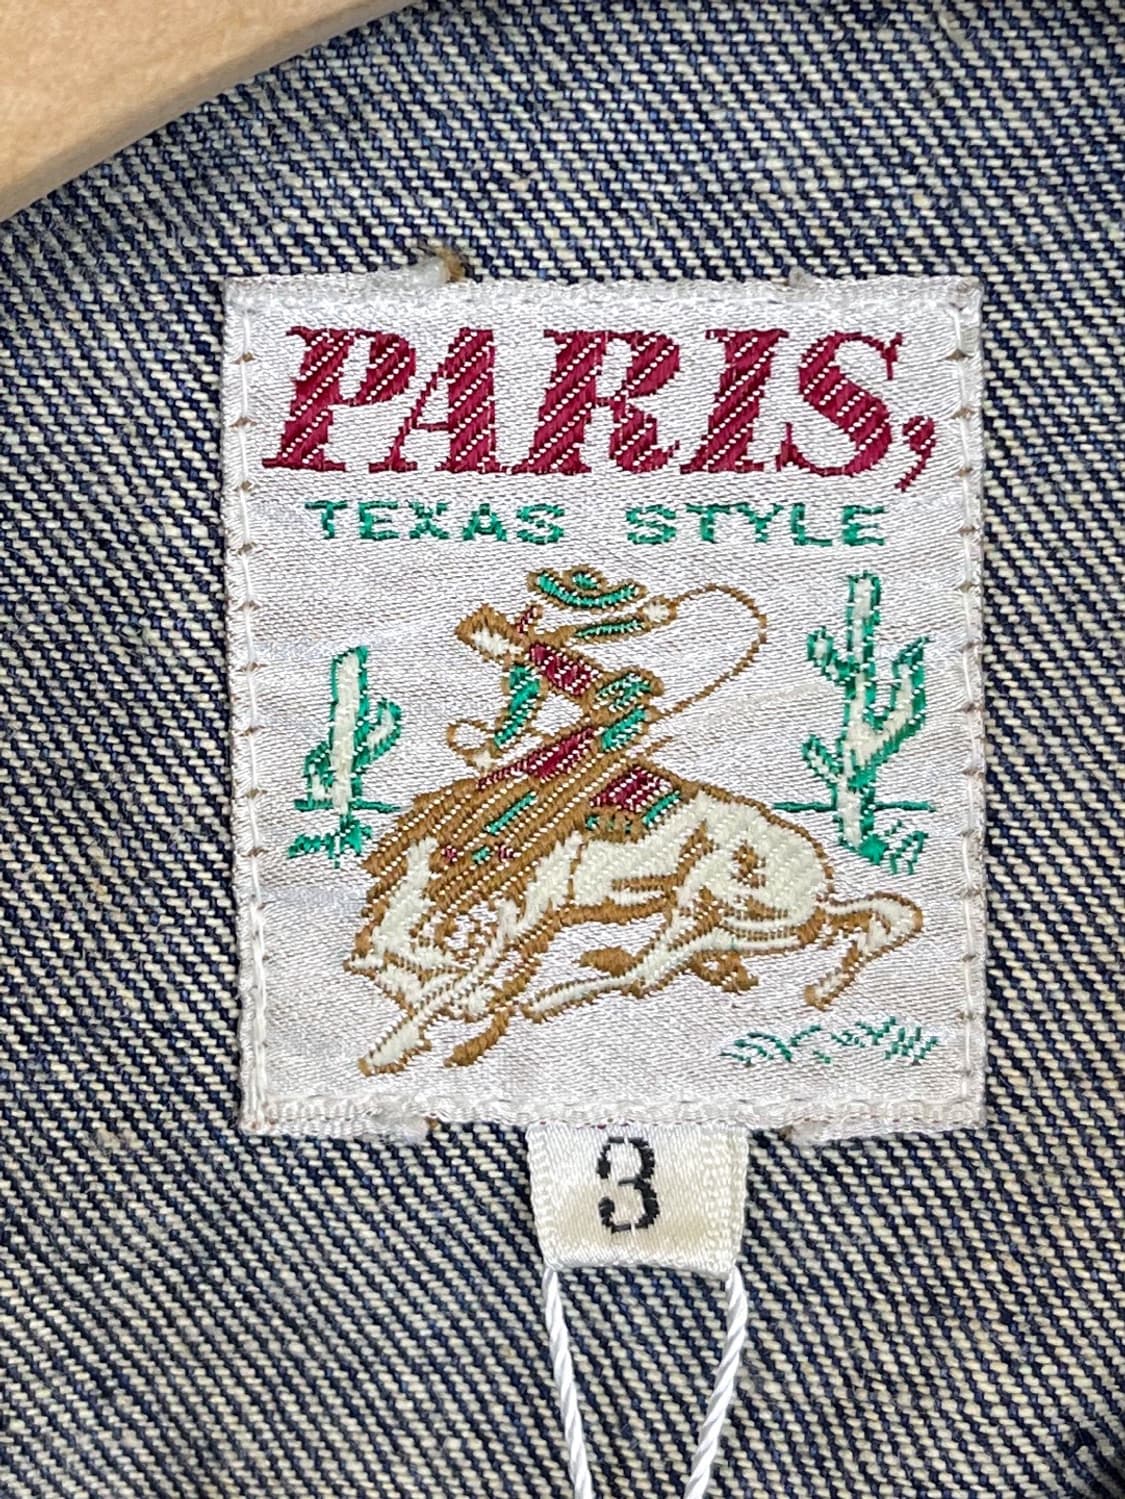 PARIS,
TEXAS STYLE
3